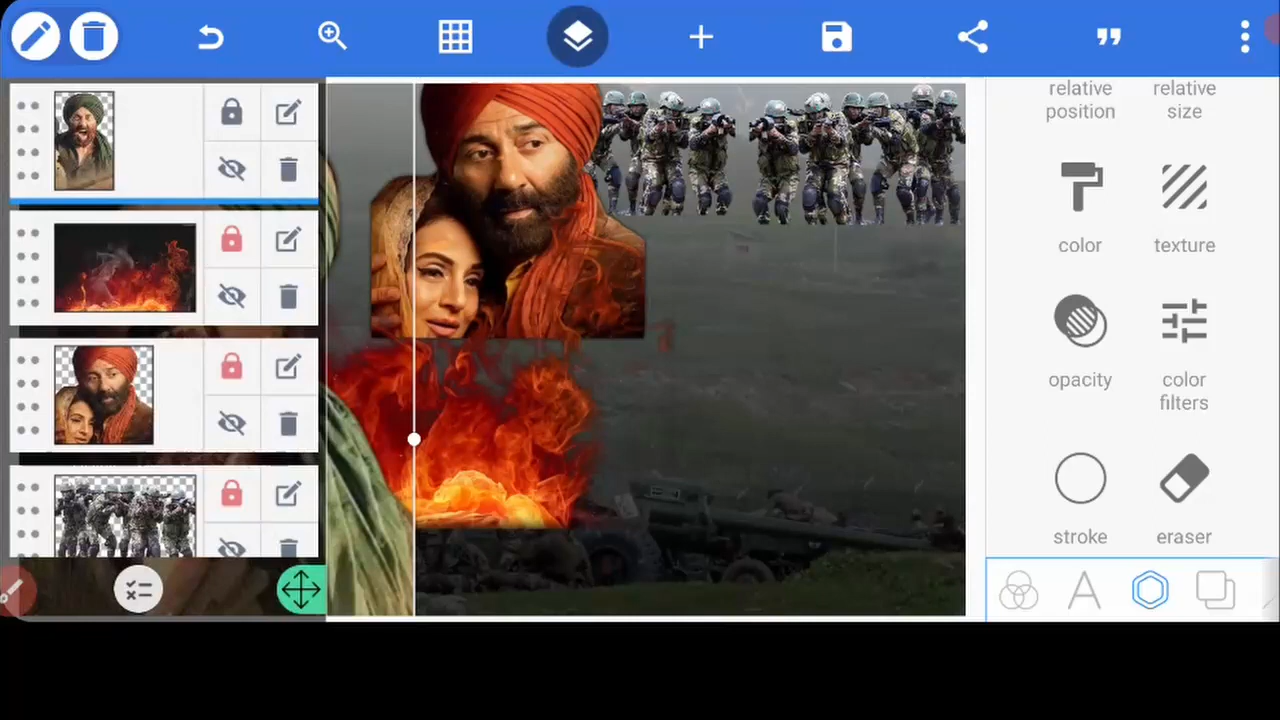 relative
position
relative
size
color
texture
opacity
color
filters
stroke
eraser